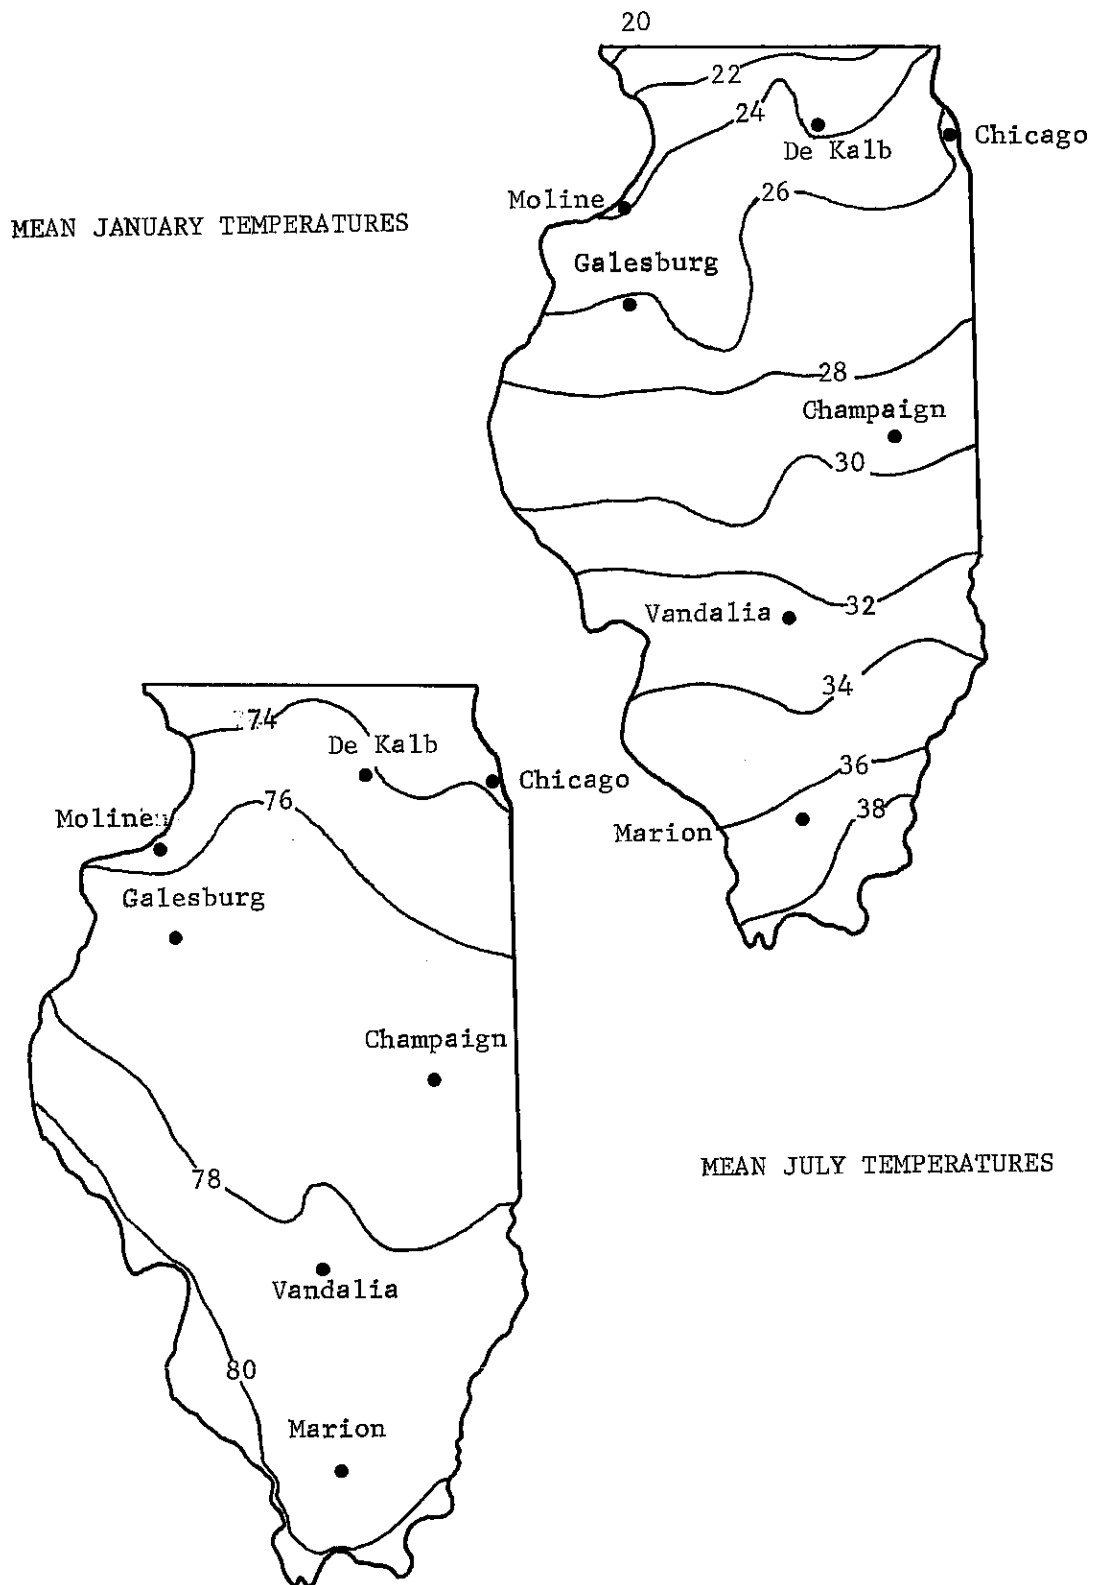 20
22
24
De Kalb
Chicago
Moline
26
MEAN JANUARY TEMPERATURES
Galesburg
28
Champaign
30
Vandalia
32
34
36
38
Marion
74
De Kalb
Chicago
76
Moline
Galesburg
Champaign
MEAN JULY TEMPERATURES
78
Vandalia
80
Marion